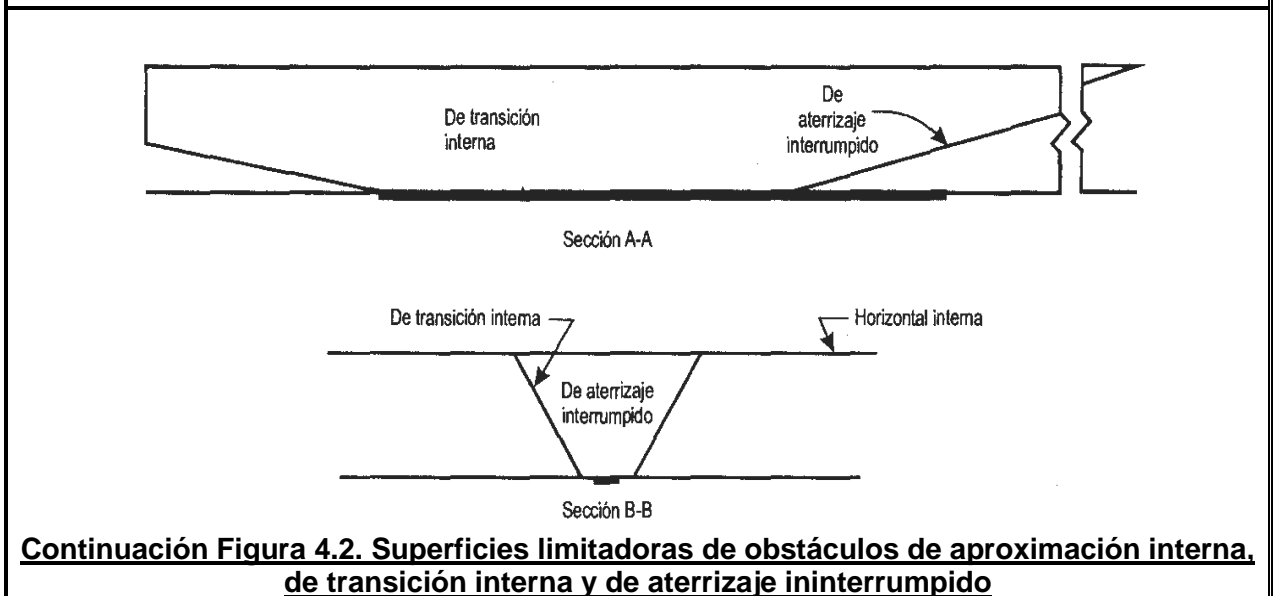 De transición
interna
De
aterrizaje
interrumpido
Sección A-A
De transición interna
Horizontal interna
De aterrizaje
interrumpido
Sección B-B
Continuación Figura 4.2. Superficies limitadoras de obstáculos de aproximación interna,
de transición interna y de aterrizaje ininterrumpido